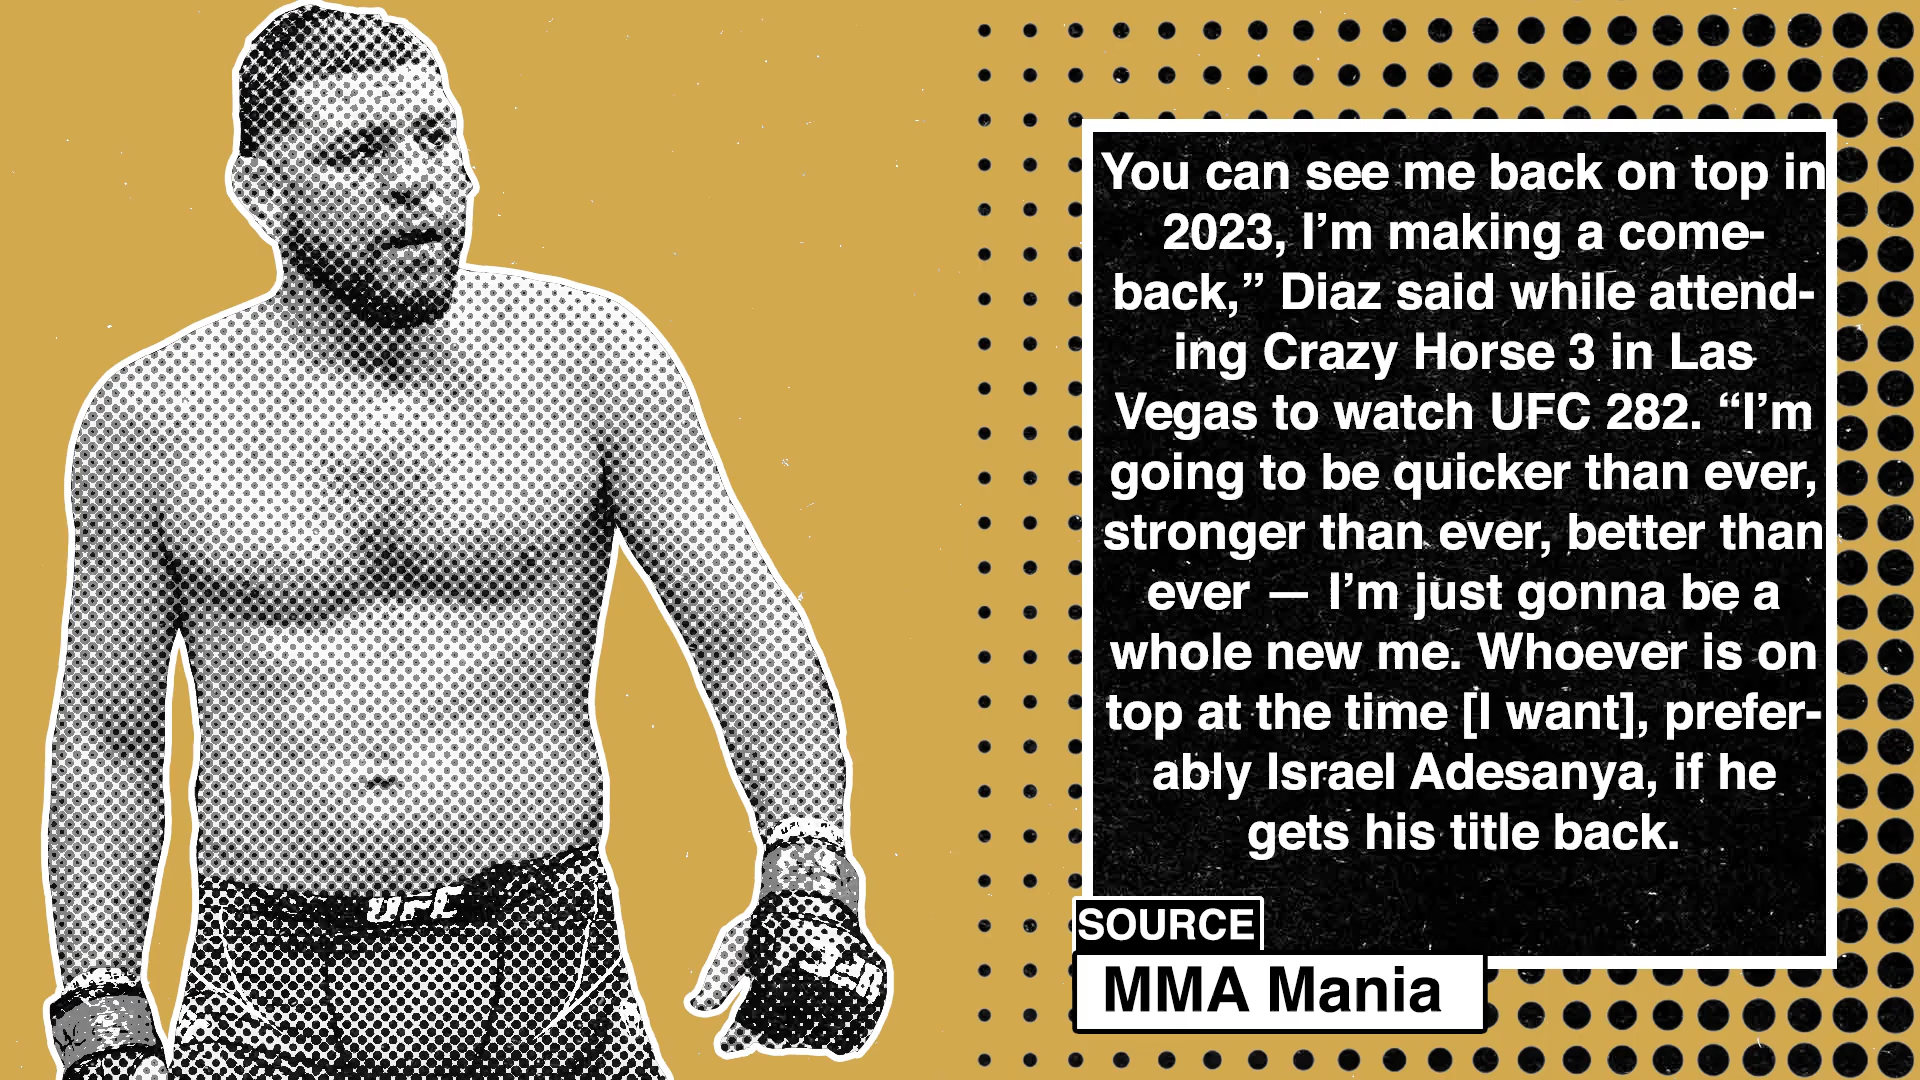 You can see me back on top in
2023, I’m making a come-
back,” Diaz said while attend-
ing Crazy Horse 3 in Las
Vegas to watch UFC 282. “I’m
going to be quicker than ever,
stronger than ever, better than
ever — I’m just gonna be a
whole new me. Whoever is on
top at the time [I want], prefer-
ably Israel Adesanya, if he
gets his title back.
SOURCE
MMA Mania
UFC